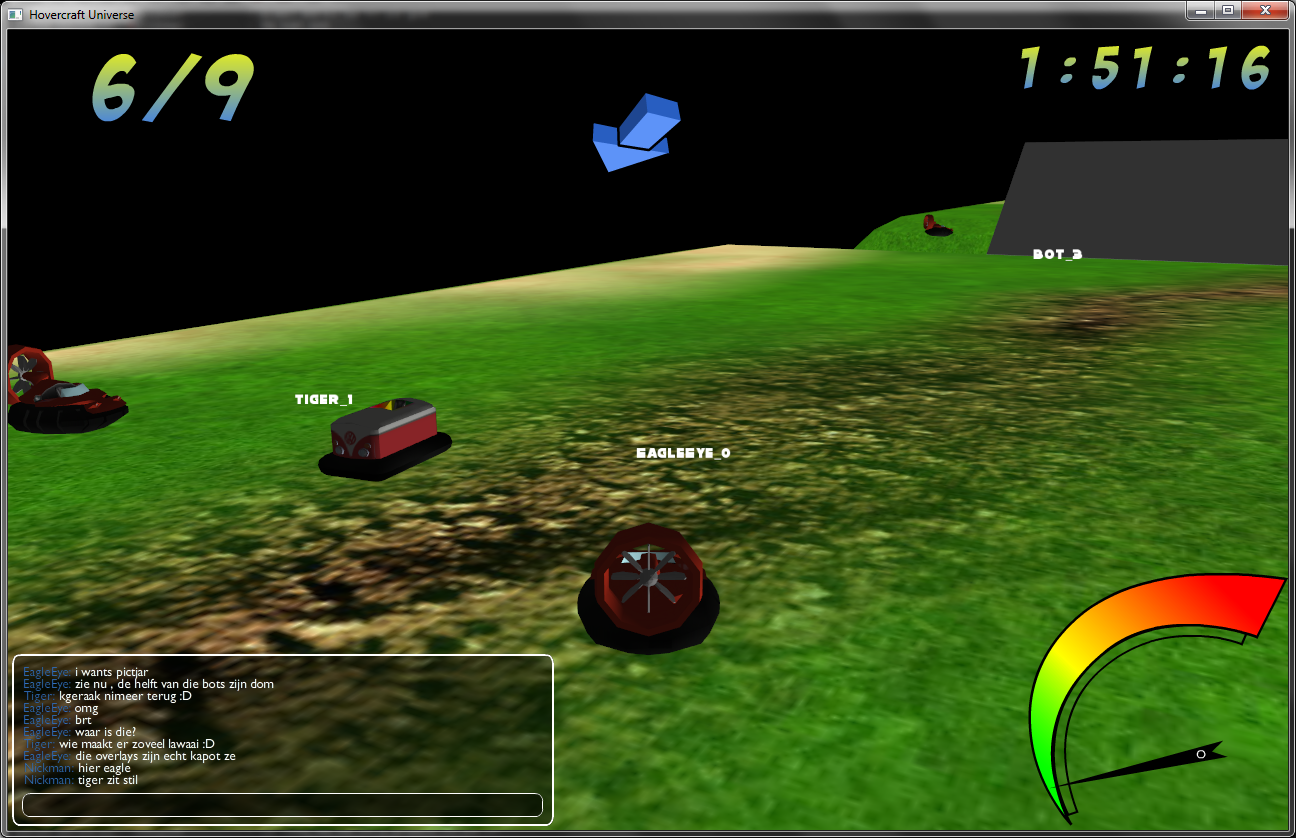 Hovercraft Universe
6/9
1:51:16
BOT_3
TIGER_1
EAGLEEYE_0
EagleEye: i wants pictjar
EagleEye: zie nu , de helft van die bots zijn dom
Tiger: kgeraak nimeer terug :D
EagleEye: omg
EagleEye: brt
EagleEye: waar is die?
Tiger: wie maakt er zoveel lawaai :D
EagleEye: die overlays zijn echt kapot ze
Nickman: hier eagle
Nickman: tiger zit stil